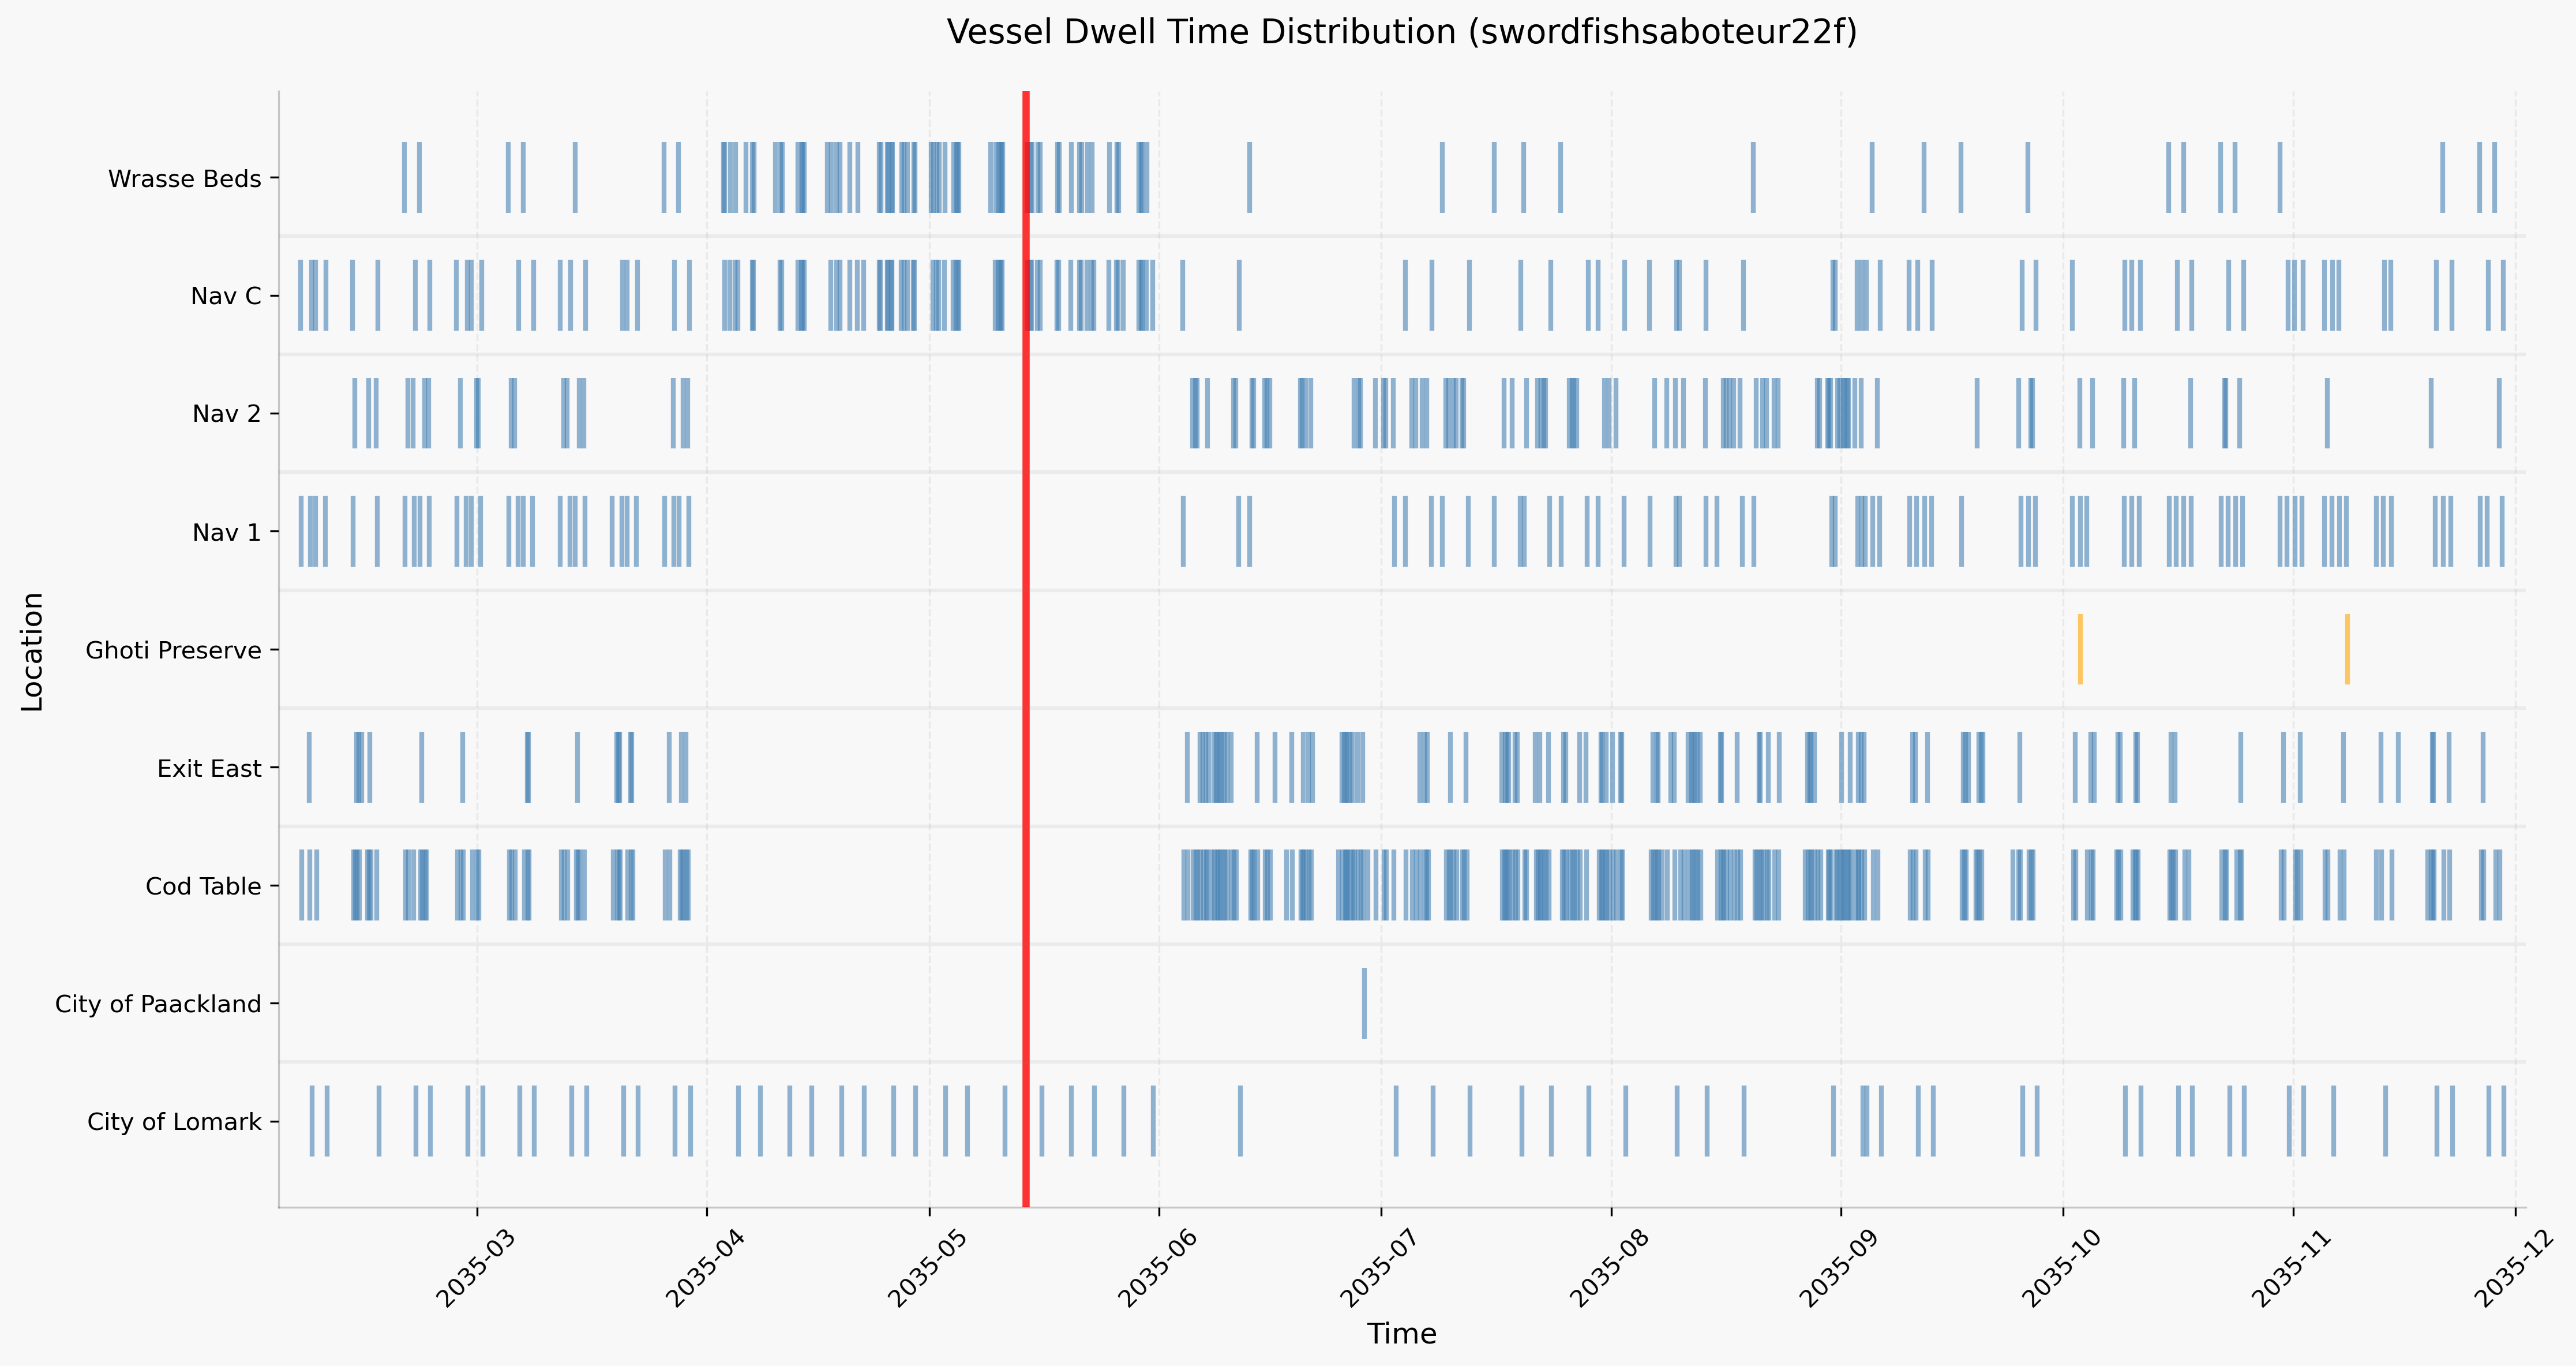 Vessel Dwell Time Distribution (swordfishsaboteur22f)
Location
Wrasse Beds
Nav C
Nav 2
Nav 1
Ghoti Preserve
Exit East
Cod Table
City of Paackland
City of Lomark
2035-03
2035-04
2035-05
2035-06
2035-07
2035-08
2035-09
2035-10
2035-11
2035-12
Time